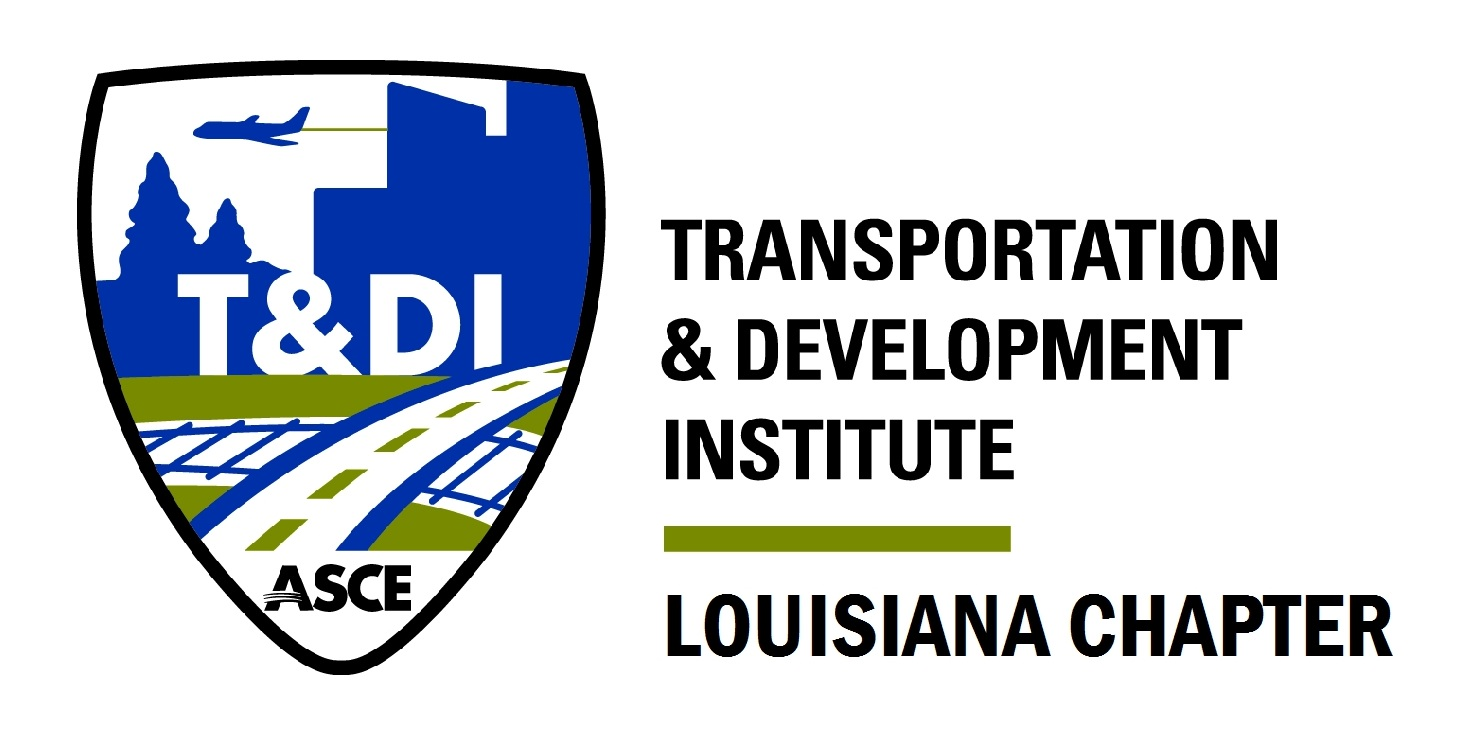 T&DI
ASCE
TRANSPORTATION
& DEVELOPMENT
INSTITUTE
LOUISIANA CHAPTER